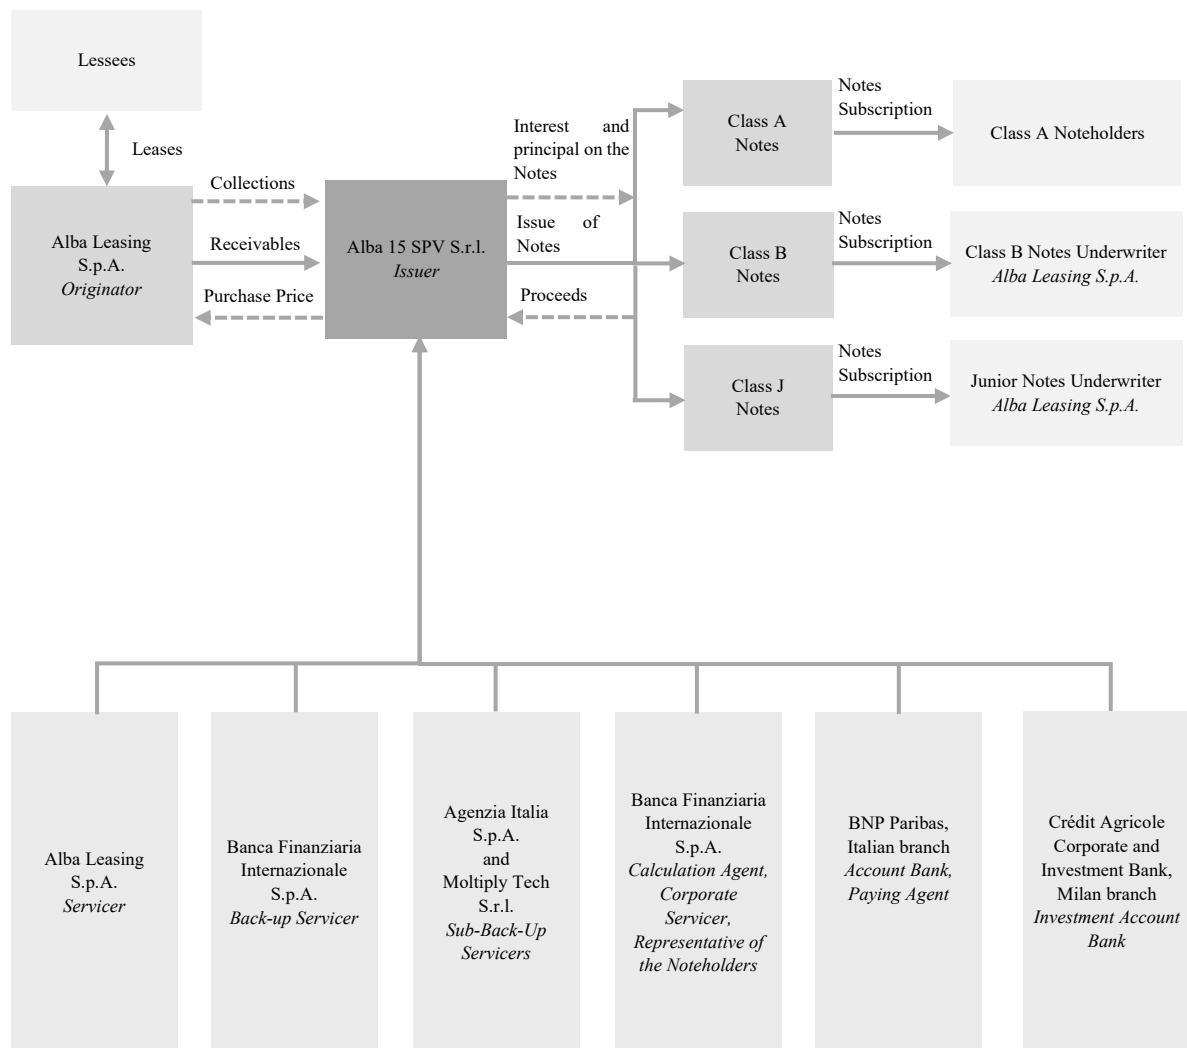 Lessees
Leases
Alba Leasing
S.p.A.
Originator
Collections
Receivables
Purchase Price
Alba 15 SPV S.r.l.
Issuer
Interest and
principal on the
Notes
Issue of
Notes
Proceeds
Class A
Notes
Notes
Subscription
Class A Noteholders
Class B
Notes
Notes
Subscription
Class B Notes Underwriter
Alba Leasing S.p.A.
Class J
Notes
Notes
Subscription
Junior Notes Underwriter
Alba Leasing S.p.A.
Alba Leasing
S.p.A.
Servicer
Banca Finanziaria
Internazionale
S.p.A.
Back-up Servicer
Agenzia Italia
S.p.A.
and
Moltiply Tech
S.r.l.
Sub-Back-Up
Servicers
Banca Finanziaria
Internazionale
S.p.A.
Calculation Agent,
Corporate
Servicer,
Representative of
the Noteholders
BNP Paribas,
Italian branch
Account Bank,
Paying Agent
Crédit Agricole
Corporate and
Investment Bank,
Milan branch
Investment Account
Bank